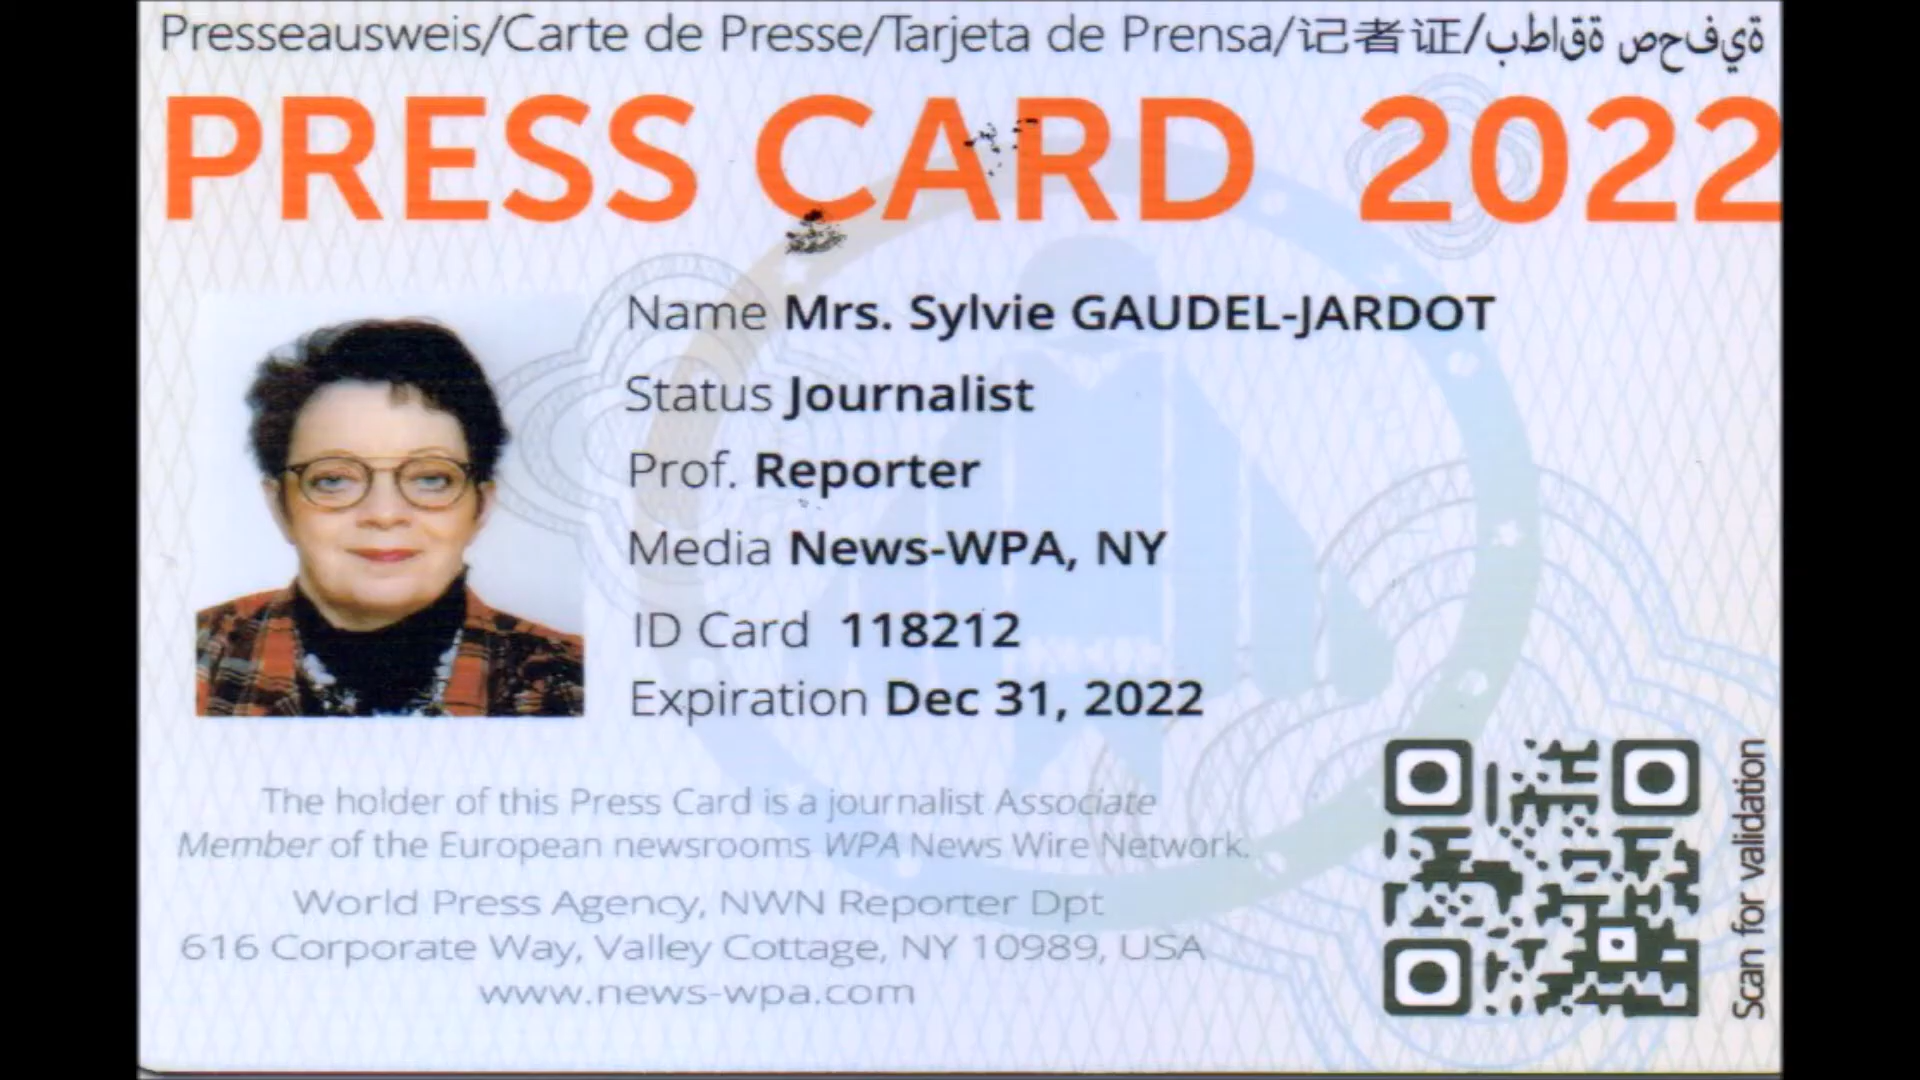 Presseausweis/Carte de Presse/Tarjeta de Prensa/记者证/ةيفحص ةقاطب
PRESS CARD 2022
Name Mrs. Sylvie GAUDEL-JARDOT
Status Journalist
Prof. Reporter
Media News-WPA, NY
ID Card 118212
Expiration Dec 31, 2022
The holder of this Press Card is a journalist Associate
Member of the European newsrooms WPA News Wire Network.
World Press Agency, NWN Reporter Dpt
616 Corporate Way, Valley Cottage, NY 10989, USA
www.news-wpa.com
Scan for validation